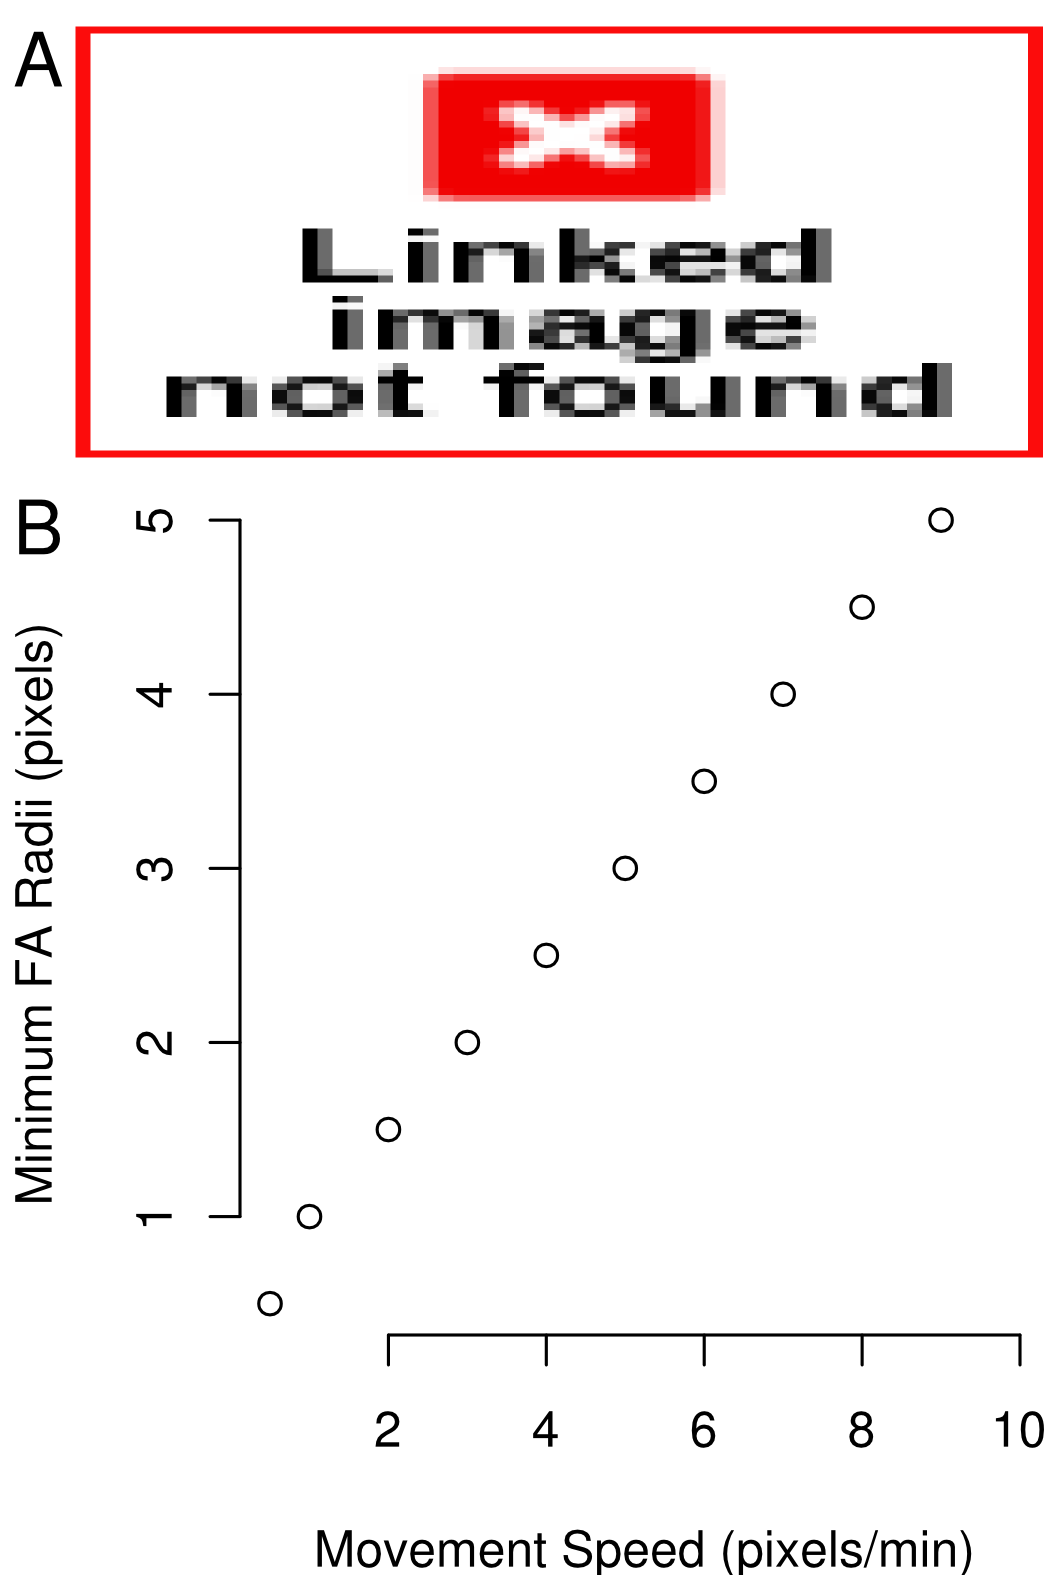 A
Linked
image
not found
B
Minimum FA Radii (pixels)
5
4
3
2
1
2 4 6 8 10
Movement Speed (pixels/min)